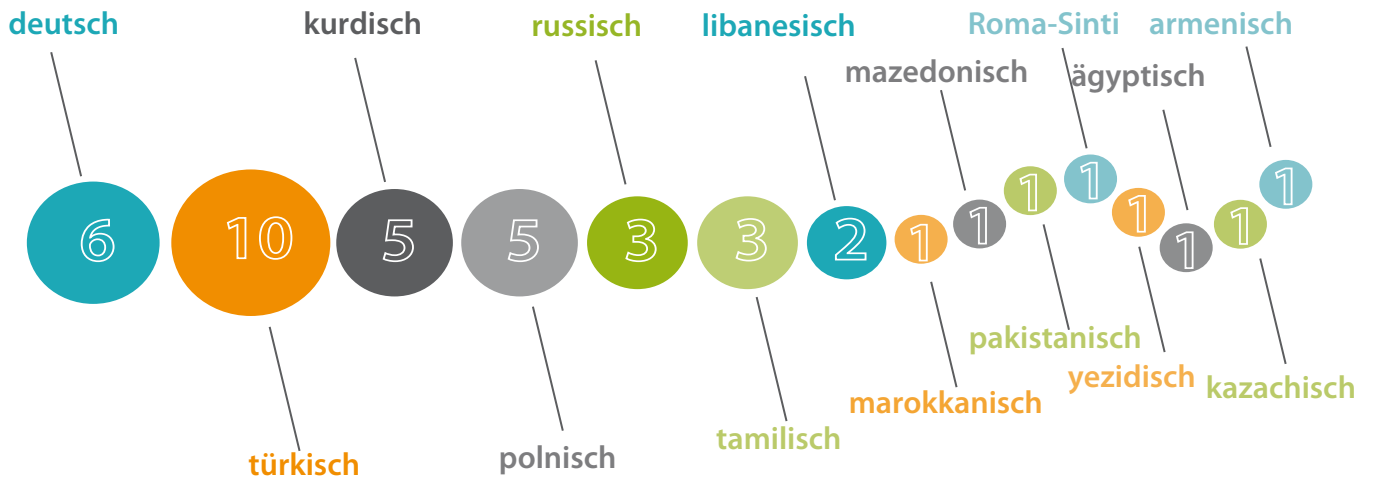 deutsch
kurdisch
russisch
libanesisch
Roma-Sinti
armenisch
mazedonisch
ägyptisch
6
10
5
5
3
3
2
1
1
1
1
1
1
1
1
pakistanisch
yezidisch
kazachisch
marokkanisch
tamilisch
polnisch
türkisch